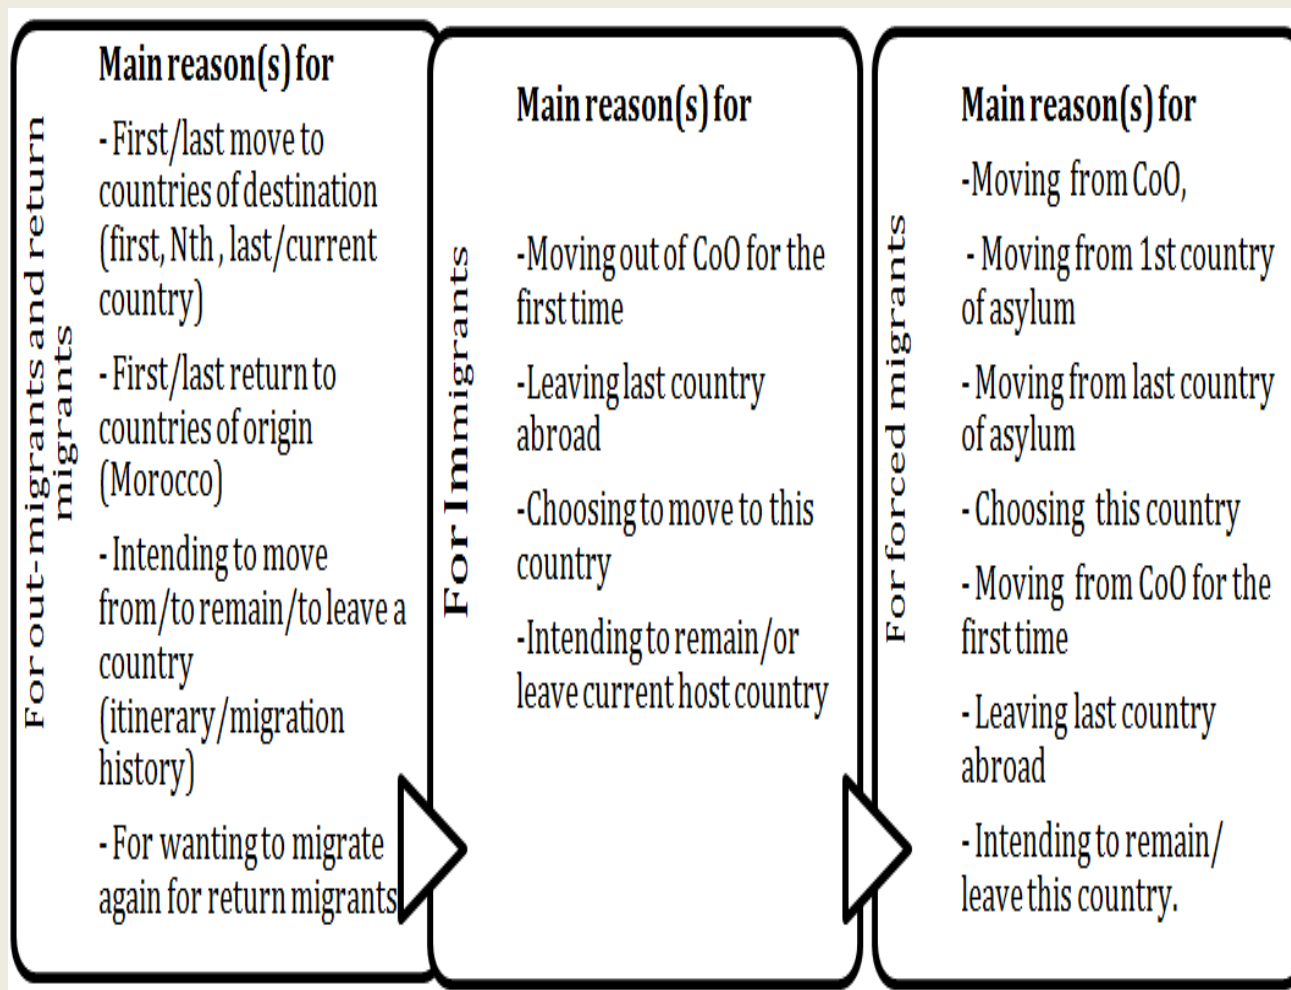 For out-migrants and return
migrants
Main reason(s) for
- First/last move to
countries of destination
(first, Nth , last/current
country)
- First/last return to
countries of origin
(Morocco)
- Intending to move
from/to remain/to leave a
country
(itinerary/migration
history)
- For wanting to migrate
again for return migrants
For Immigrants
Main reason(s) for
-Moving out of CoO for the
first time
-Leaving last country
abroad
-Choosing to move to this
country
-Intending to remain/or
leave current host country
For forced migrants
Main reason(s) for
-Moving from CoO,
- Moving from 1st country
of asylum
- Moving from last country
of asylum
- Choosing this country
- Moving from CoO for the
first time
- Leaving last country
abroad
- Intending to remain/
leave this country.